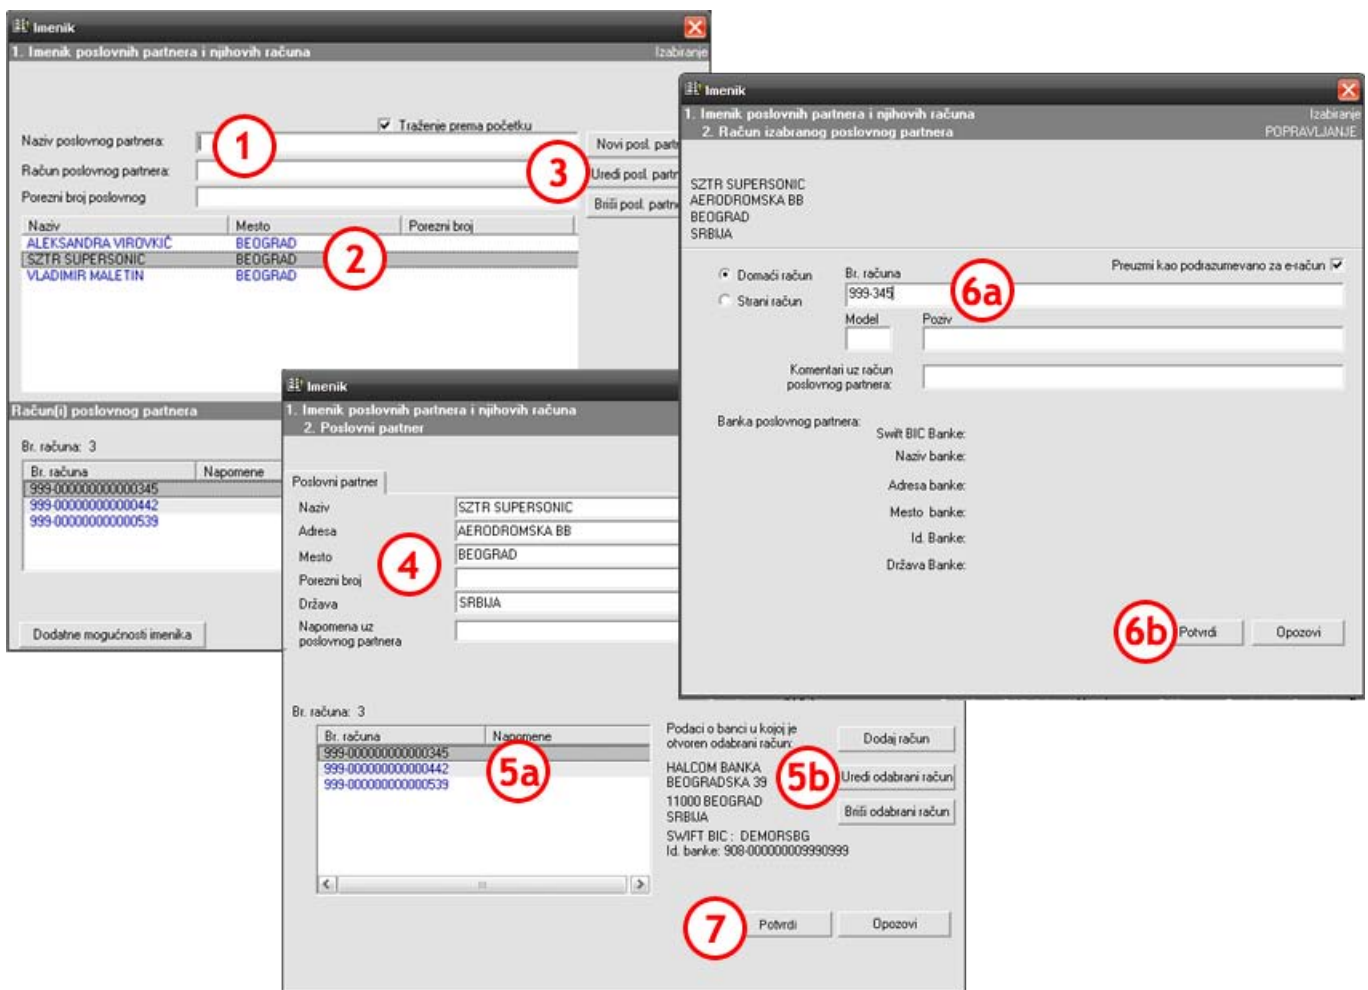 Imenik
1. Imenik poslovnih partnera i njihovih računa
Izabiranje
Traženje prema početku
Naziv poslovnog partnera:
1
Novi posl.
Račun poslovnog partnera:
3
Uredi posl.
Porezni broj poslovnog
Briši posl.
Naziv Mesto Porezni broj
ALEKSANDRA VIROVKIČ BEOGRAD
SZTR SUPERSONIC BEOGRAD
VLADIMIR MALETIN BEOGRAD
2
Račun(i) poslovnog partnera
Br. računa: 3
Br. računa Napomene
999-000000000000345
999-000000000000442
999-000000000000539
Dodatne mogućnosti imenika
Imenik
1. Imenik poslovnih partnera i njihovih računa
Izabiranje
2. Račun izabranog poslovnog partnera
POPRAVLJANJE
SZTR SUPERSONIC
AERODROMSKA BB
BEOGRAD
SRBIJA
Preuzmi kao podrazumevano za e-račun
Domaći račun
Strani račun
Br. računa
999-345
6a
Model Poziv
Komentari uz račun
poslovnog partnera:
Banka poslovnog partnera:
Swift BIC Banke:
Naziv banke:
Adresa banke:
Mesto banke:
Id. Banke:
Država Banke:
6b
Potvrdi
Opozovi
Imenik
1. Imenik poslovnih partnera i njihovih računa
2. Poslovni partner
Poslovni partner
Naziv SZTR SUPERSONIC
Adresa AERODROMSKA BB
Mesto BEOGRAD
4
Porezni broj
Država SRBIJA
Napomena uz
poslovnog partnera
Br. računa: 3
Br. računa Napomene
999-000000000000345
999-000000000000442
999-000000000000539
5a
Podaci o banci u kojoj je
otvoren odabrani račun:
HALCOM BANKA
BEOGRADSKA 39
11000 BEOGRAD
SRBIJA
SWIFT BIC : DEMORSBG
Id. banke: 908-000000009990999
5b
Dodaj račun
Uredi odabrani račun
Briši odabrani račun
7
Potvrdi
Opozovi